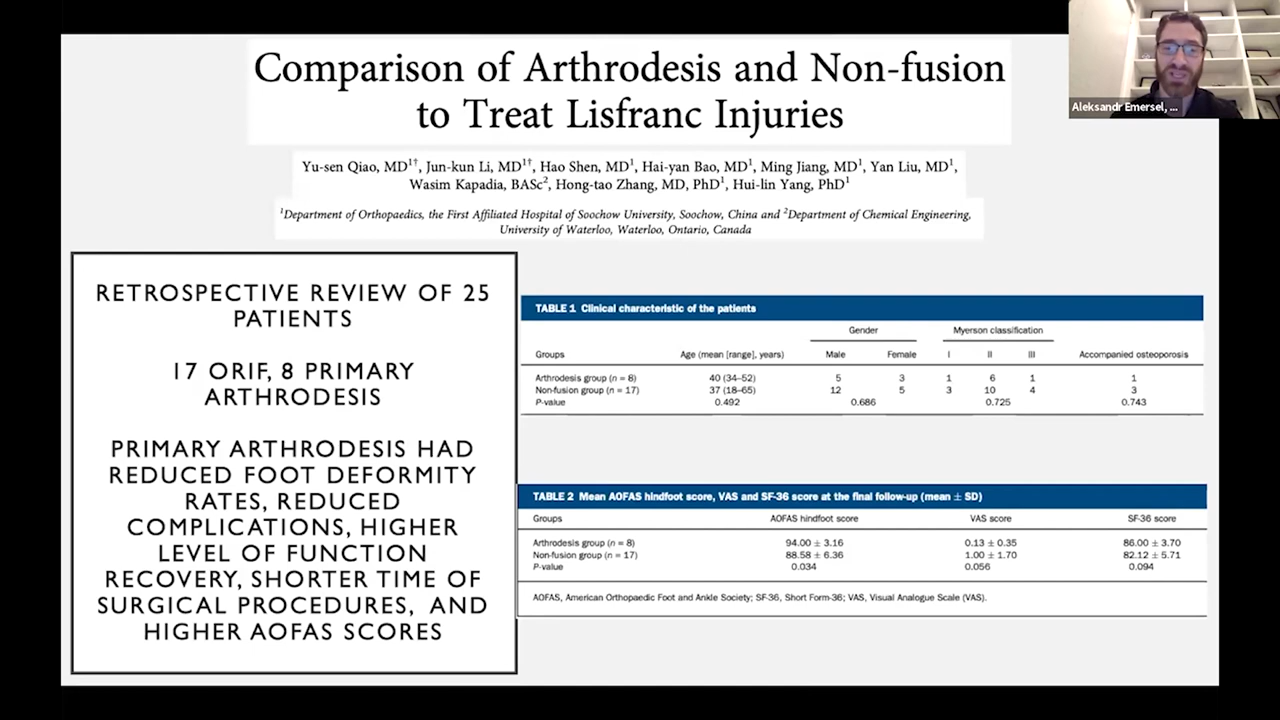 Aleksandr Emersel, ...
Comparison of Arthrodesis and Non-fusion
to Treat Lisfranc Injuries
Yu-sen Qiao, MD1†, Jun-kun Li, MD1†, Hao Shen, MD1, Hai-yan Bao, MD1, Ming Jiang, MD1, Yan Liu, MD1,
Wasim Kapadia, BASc2, Hong-tao Zhang, MD, PhD1, Hui-lin Yang, PhD1
1Department of Orthopaedics, the First Affiliated Hospital of Soochow University, Soochow, China and 2Department of Chemical Engineering,
University of Waterloo, Waterloo, Ontario, Canada
RETROSPECTIVE REVIEW OF 25
PATIENTS
17 ORIF, 8 PRIMARY
ARTHRODESIS
PRIMARY ARTHRODESIS HAD
REDUCED FOOT DEFORMITY
RATES, REDUCED
COMPLICATIONS, HIGHER
LEVEL OF FUNCTION
RECOVERY, SHORTER TIME OF
SURGICAL PROCEDURES, AND
HIGHER AOFAS SCORES
TABLE 1 Clinical characteristic of the patients
Gender Myerson classification
Groups Age (mean [range], years) Male Female I II III Accompanied osteoporosis
Arthrodesis group (n = 8) 40 (34–52) 5 3 1 6 1 1
Non-fusion group (n = 17) 37 (18–65) 12 5 3 10 4 3
P-value 0.492 0.686 0.725 0.743
TABLE 2 Mean AOFAS hindfoot score, VAS and SF-36 score at the final follow-up (mean ± SD)
Groups AOFAS hindfoot score VAS score SF-36 score
Arthrodesis group (n = 8) 94.00 ± 3.16 0.13 ± 0.35 86.00 ± 3.70
Non-fusion group (n = 17) 88.58 ± 6.36 1.00 ± 1.70 82.12 ± 5.71
P-value 0.034 0.056 0.094
AOFAS, American Orthopaedic Foot and Ankle Society; SF-36, Short Form-36; VAS, Visual Analogue Scale (VAS).